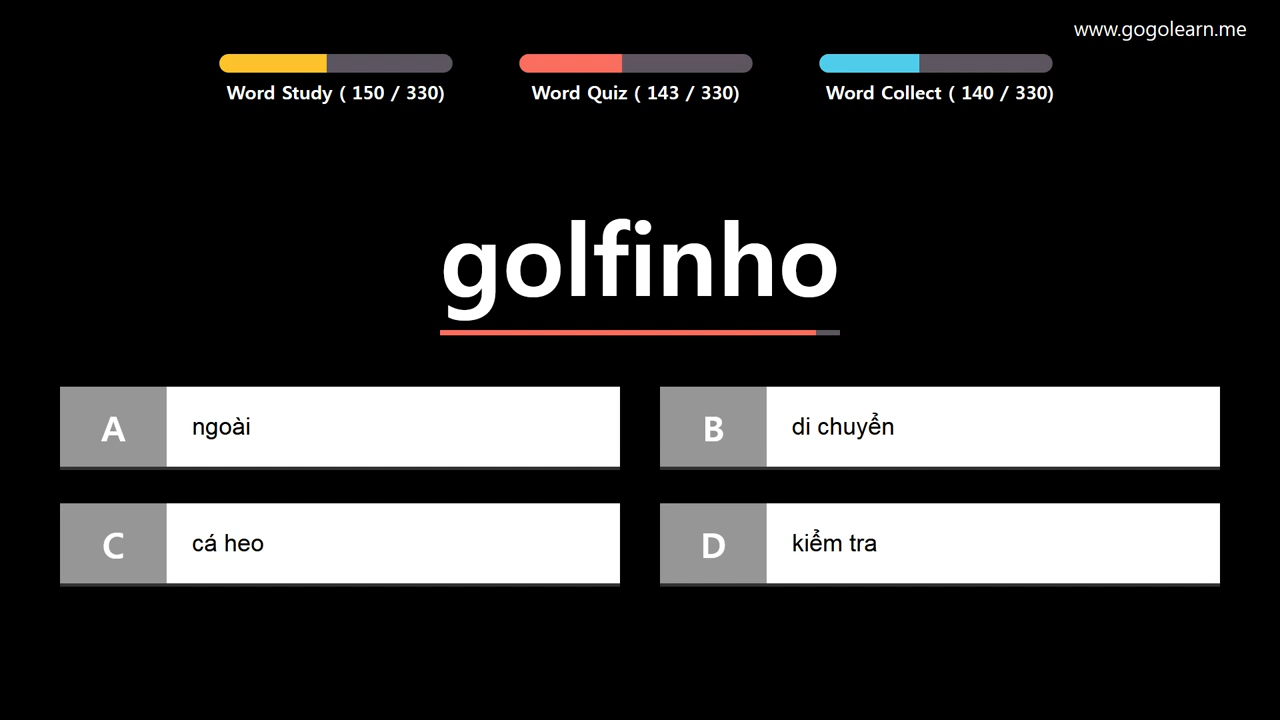 www.gogolearn.me
Word Study ( 150 / 330)
Word Quiz ( 143 / 330)
Word Collect ( 140 / 330)
golfinho
A
ngoài
B
di chuyển
C
cá heo
D
kiểm tra